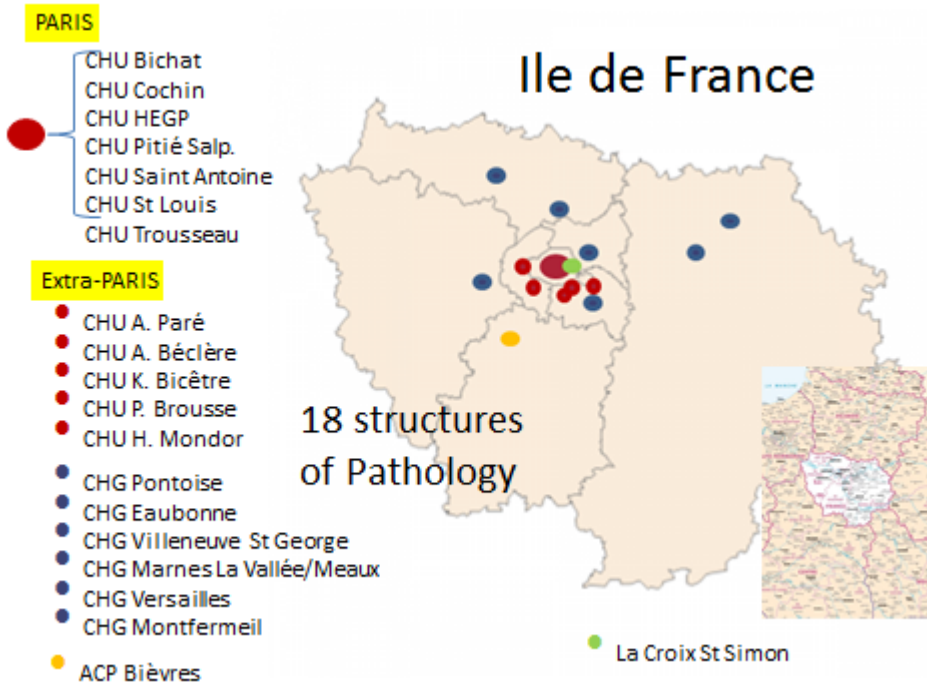 PARIS
CHU Bichat
CHU Cochin
CHU HEGP
CHU Pitié Salp.
CHU Saint Antoine
CHU St Louis
CHU Trousseau
Ile de France
Extra-PARIS
CHU A. Paré
CHU A. Béclère
CHU K. Bicêtre
CHU P. Brousse
CHU H. Mondor
18 structures
of Pathology
CHG Pontoise
CHG Eaubonne
CHG Villeneuve St George
CHG Marnes La Vallée/Meaux
CHG Versailles
CHG Montfermeil
ACP Bièvres
La Croix St Simon